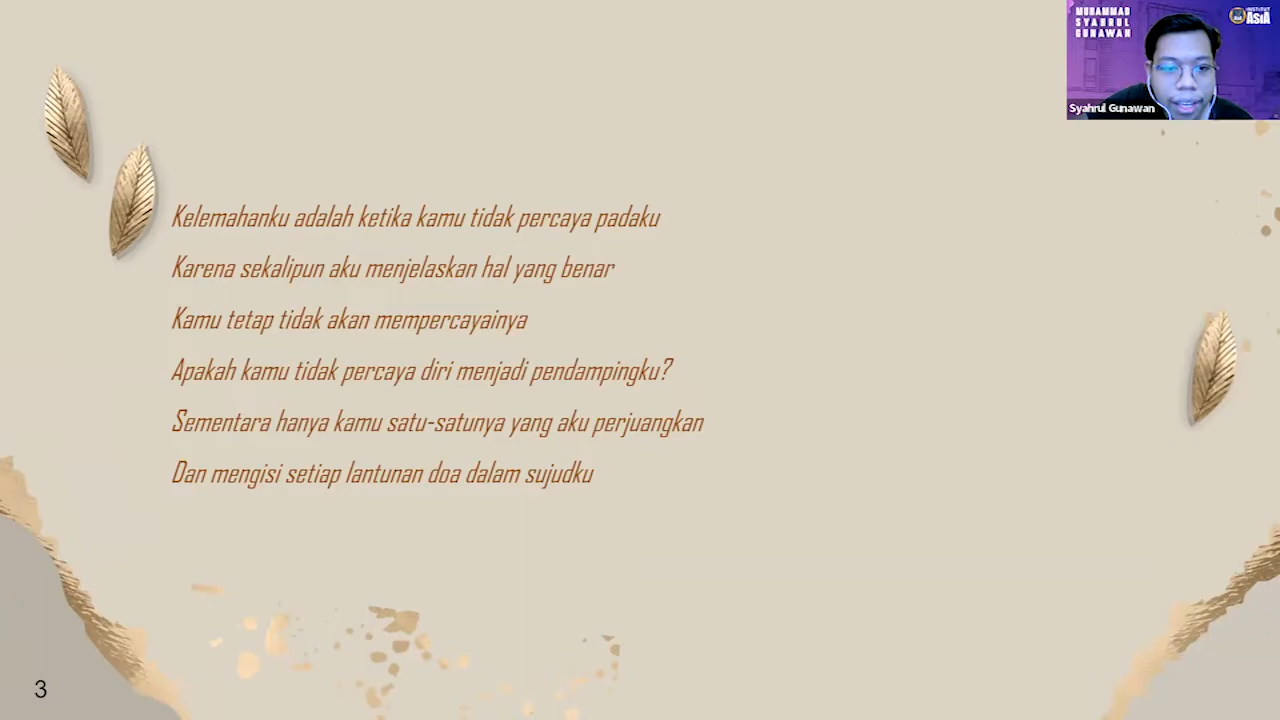 MUHAMMAD
SYAHRUL
GUNAWAN
INSTITUT
ASIA
Syahrul Gunawan
Kelemahanku adalah ketika kamu tidak percaya padaku
Karena sekalipun aku menjelaskan hal yang benar
Kamu tetap tidak akan mempercayainya
Apakah kamu tidak percaya diri menjadi pendampingku?
Sementara hanya kamu satu-satunya yang aku perjuangkan
Dan mengisi setiap lantunan doa dalam sujudku
3